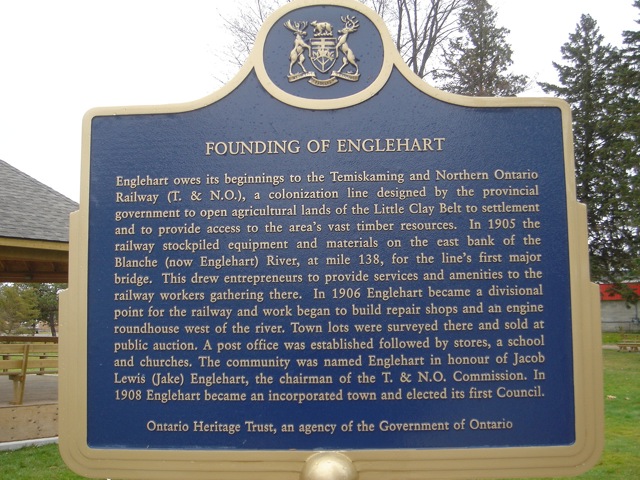 FOUNDING OF ENGLEHART
Englehart owes its beginnings to the Temiskaming and Northern Ontario
Railway (T. & N.O.), a colonization line designed by the provincial
government to open agricultural lands of the Little Clay Belt to settlement
and to provide access to the area's vast timber resources. In 1905 the
railway stockpiled equipment and materials on the east bank of the
Blanche (now Englehart) River, at mile 138, for the line's first major
bridge. This drew entrepreneurs to provide services and amenities to the
railway workers gathering there. In 1906 Englehart became a divisional
point for the railway and work began to build repair shops and an engine
roundhouse west of the river. Town lots were surveyed there and sold at
public auction. A post office was established followed by stores, a school
and churches. The community was named Englehart in honour of Jacob
Lewis (Jake) Englehart, the chairman of the T. & N.O. Commission. In
1908 Englehart became an incorporated town and elected its first Council.
Ontario Heritage Trust, an agency of the Government of Ontario